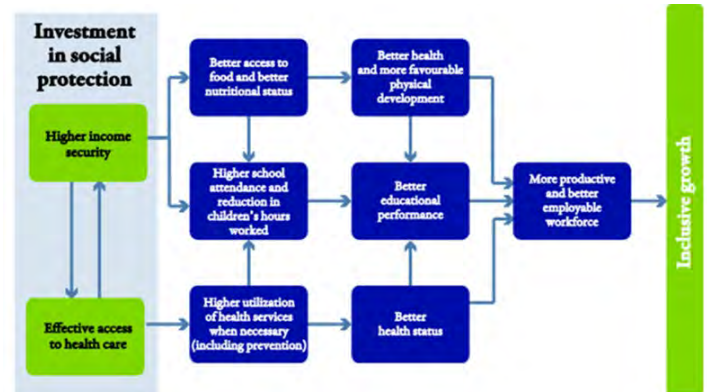 Investment
in social
protection
Higher income
security
Effective access
to health care
Better access to
food and better
nutritional status
Higher school
attendance and
reduction in
children's hours
worked
Higher utilization
of health services
when necessary
(including prevention)
Better health
and more favourable
physical
development
Better
educational
performance
Better
health status
More productive
and better
employable
workforce
Inclusive growth